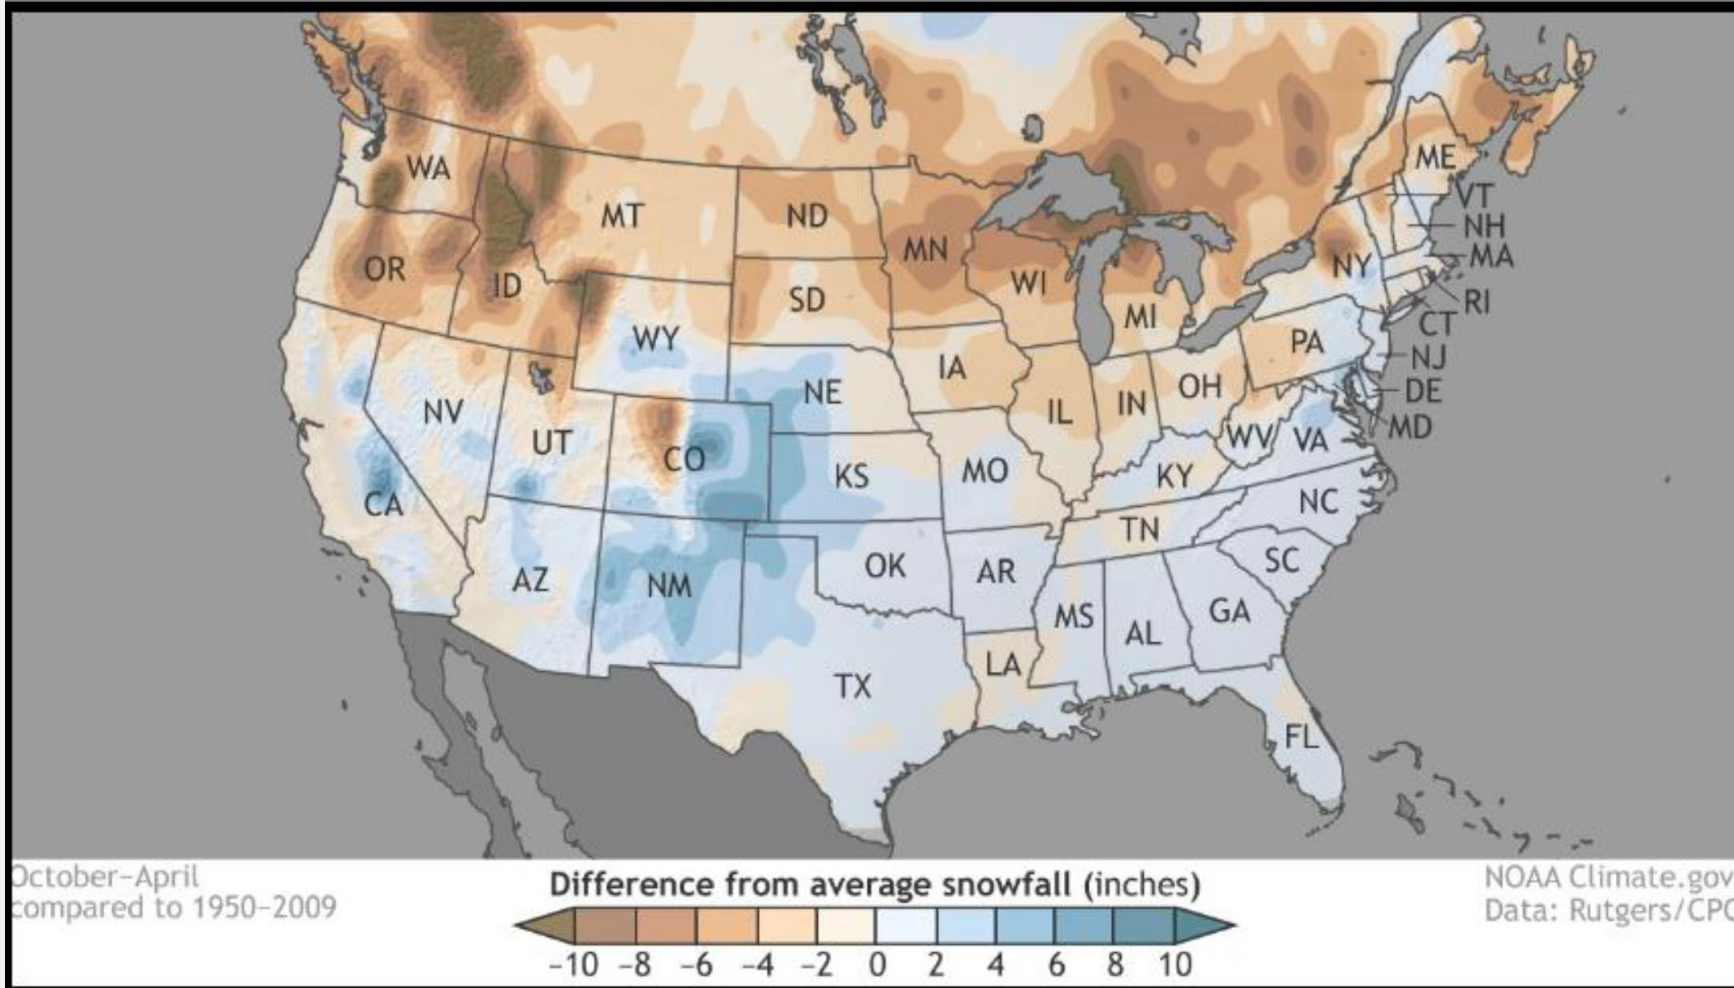 WA
MT
ND
MN
ME
VT
NH
MA
OR
ID
SD
WI
NY
RI
WY
MI
CT
PA
NJ
IA
NE
OH
DE
NV
IL
IN
MD
UT
CO
WV
VA
KS
MO
KY
CA
NC
TN
OK
AR
SC
AZ
NM
MS
AL
GA
LA
TX
FL
October–April
compared to 1950–2009
Difference from average snowfall (inches)
-10 -8 -6 -4 -2 0 2 4 6 8 10
NOAA Climate.gov
Data: Rutgers/CPC